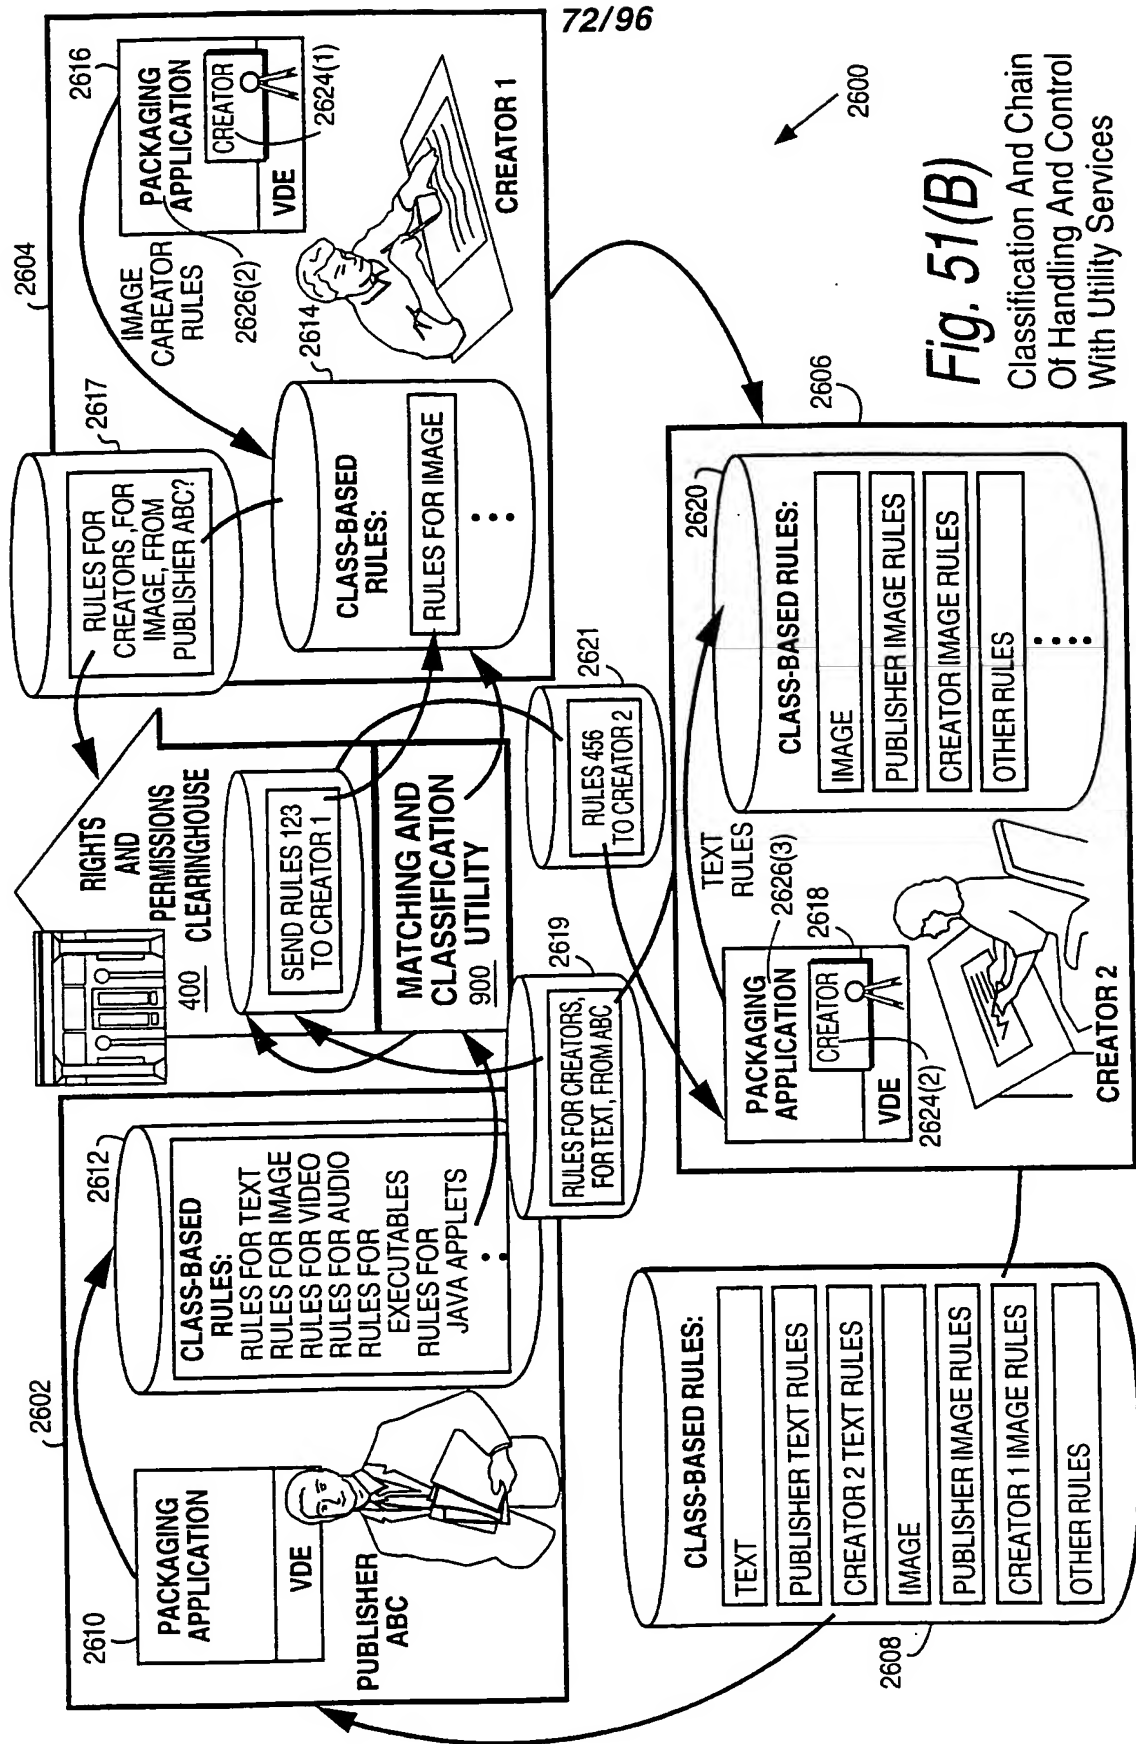 72/96
2602
2610
PACKAGING
APPLICATION
VDE
PUBLISHER
ABC
2612
CLASS-BASED
RULES:
RULES FOR TEXT
RULES FOR IMAGE
RULES FOR VIDEO
RULES FOR AUDIO
RULES FOR
EXECUTABLES
RULES FOR
JAVA APPLETS
RIGHTS
AND
PERMISSIONS
CLEARINGHOUSE
400
SEND RULES 123
TO CREATOR 1
MATCHING AND
CLASSIFICATION
900 UTILITY
2617
RULES FOR
CREATORS ,FOR
IMAGE, FROM
PUBLISHER ABC?
2604
2616
PACKAGING
APPLICATION
CREATOR
VDE
2624(1)
IMAGE
CAREATOR
RULES
2626(2)
2614
CLASS-BASED
RULES:
RULES FOR IMAGE
CREATOR 1
2619
RULES FOR CREATORS,
FOR TEXT, FROM ABC
2621
RULES 456
TO CREATOR 2
2608
CLASS-BASED RULES:
TEXT
PUBLISHER TEXT RULES
CREATOR 2 TEXT RULES
IMAGE
PUBLISHER IMAGE RULES
CREATOR 1 IMAGE RULES
OTHER RULES
2606
PACKAGING
APPLICATION
CREATOR
VDE
2624(2)
2626(3)
2618
TEXT
RULES
CREATOR 2
2620
CLASS-BASED RULES:
IMAGE
PUBLISHER IMAGE RULES
CREATOR IMAGE RULES
OTHER RULES
2600
Fig. 51(B)
Classification And Chain
Of Handling And Control
With Utility Services